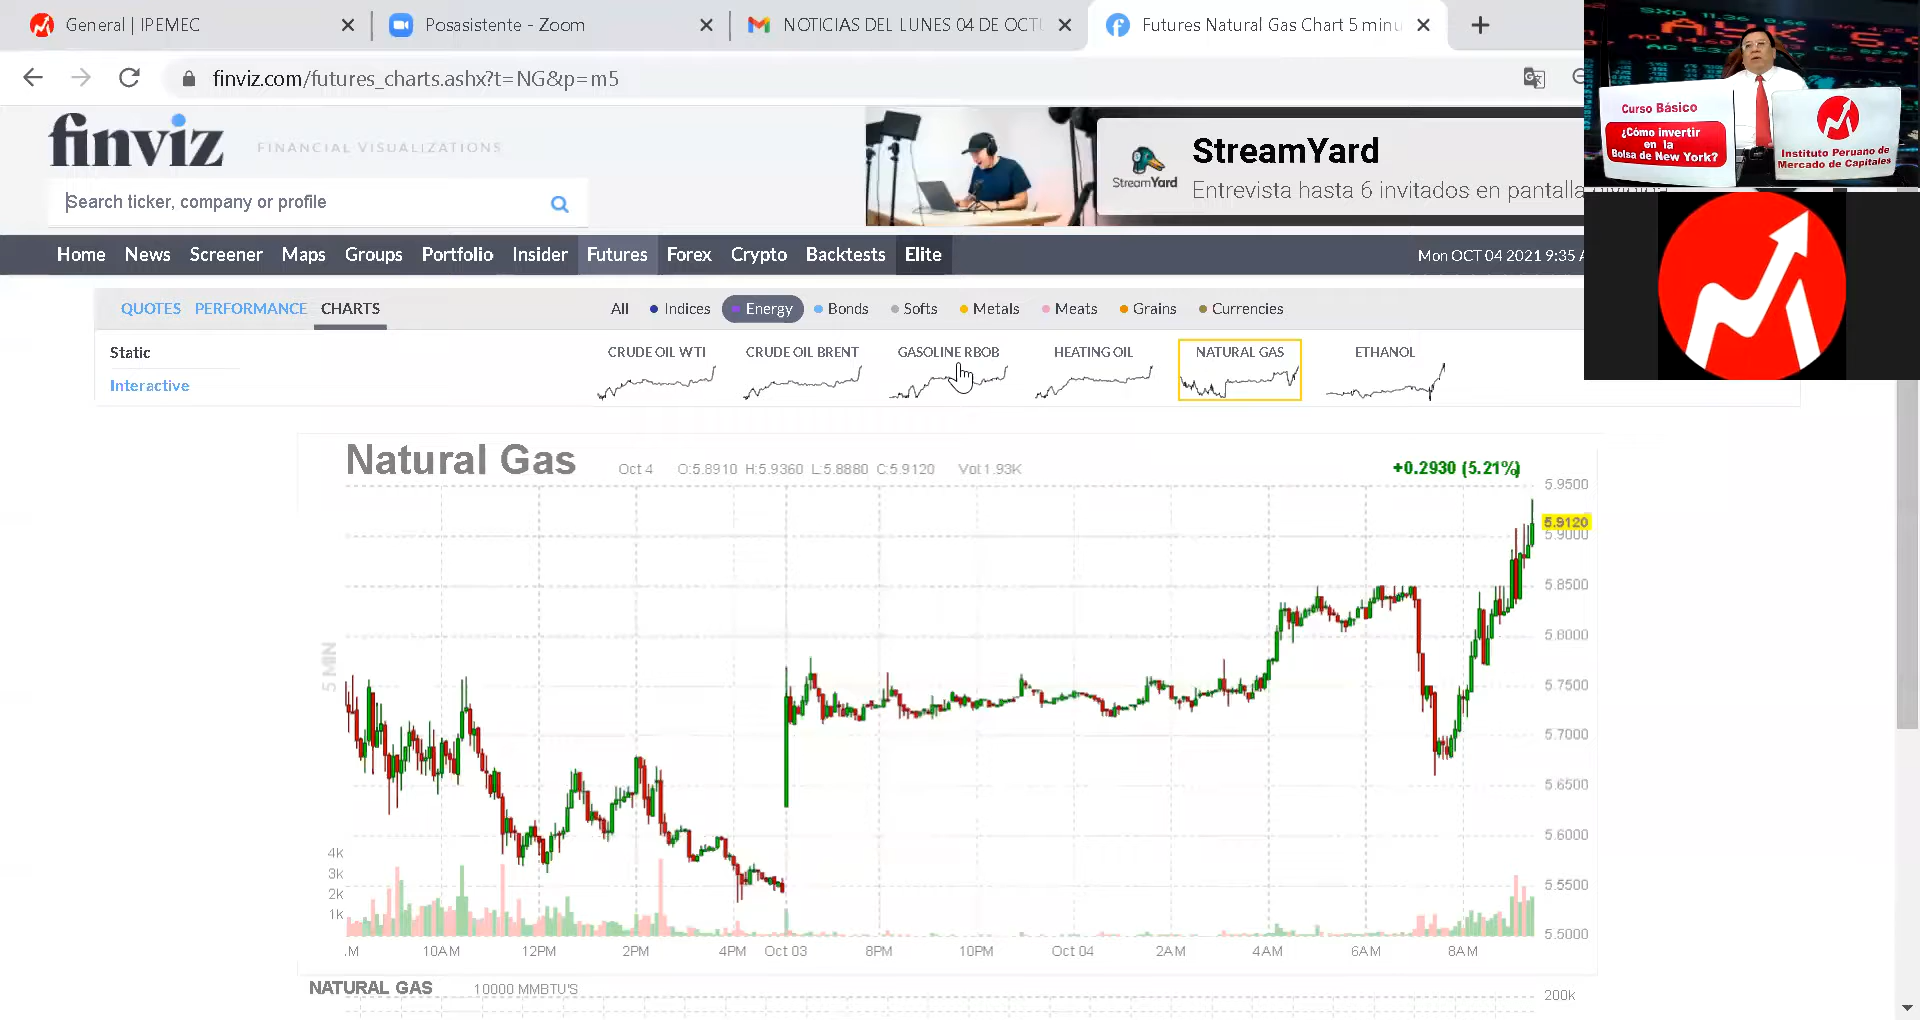 General | IPEMEC
Posasistente - Zoom
NOTICIAS DEL LUNES 04 DE OCT
Futures Natural Gas Chart 5 minu
finviz.com/futures_charts.ashx?t=NG&p=m5
finviz
FINANCIAL VISUALIZATIONS
Search ticker, company or profile
StreamYard
StreamYard
Entrevista hasta 6 invitados en pantalla
Curso Básico
¿Cómo invertir
en la
Bolsa de New York?
Instituto Peruano de
Mercado de Capitales
Home News Screener Maps Groups Portfolio Insider Futures Forex Crypto Backtests Elite
Mon OCT 04 2021 9:35 A
QUOTES PERFORMANCE CHARTS
All Indices Energy Bonds Softs Metals Meats Grains Currencies
Static
Interactive
CRUDE OIL WTI CRUDE OIL BRENT GASOLINE RBOB HEATING OIL NATURAL GAS ETHANOL
Natural Gas
Oct 4 O:5.8910 H:5.9360 L:5.8880 C:5.9120 Vol:1.93K
+0.2930 (5.21%)
5.9500
5.9120
5.9000
5.8500
5.8000
5.7500
5.7000
5.6500
5.6000
5.5500
5.5000
5 MIN
4k
3k
2k
1k
.M 10AM 12PM 2PM 4PM Oct 03 8PM 10PM Oct 04 2AM 4AM 6AM 8AM
NATURAL GAS 10000 MMBTU'S
200k